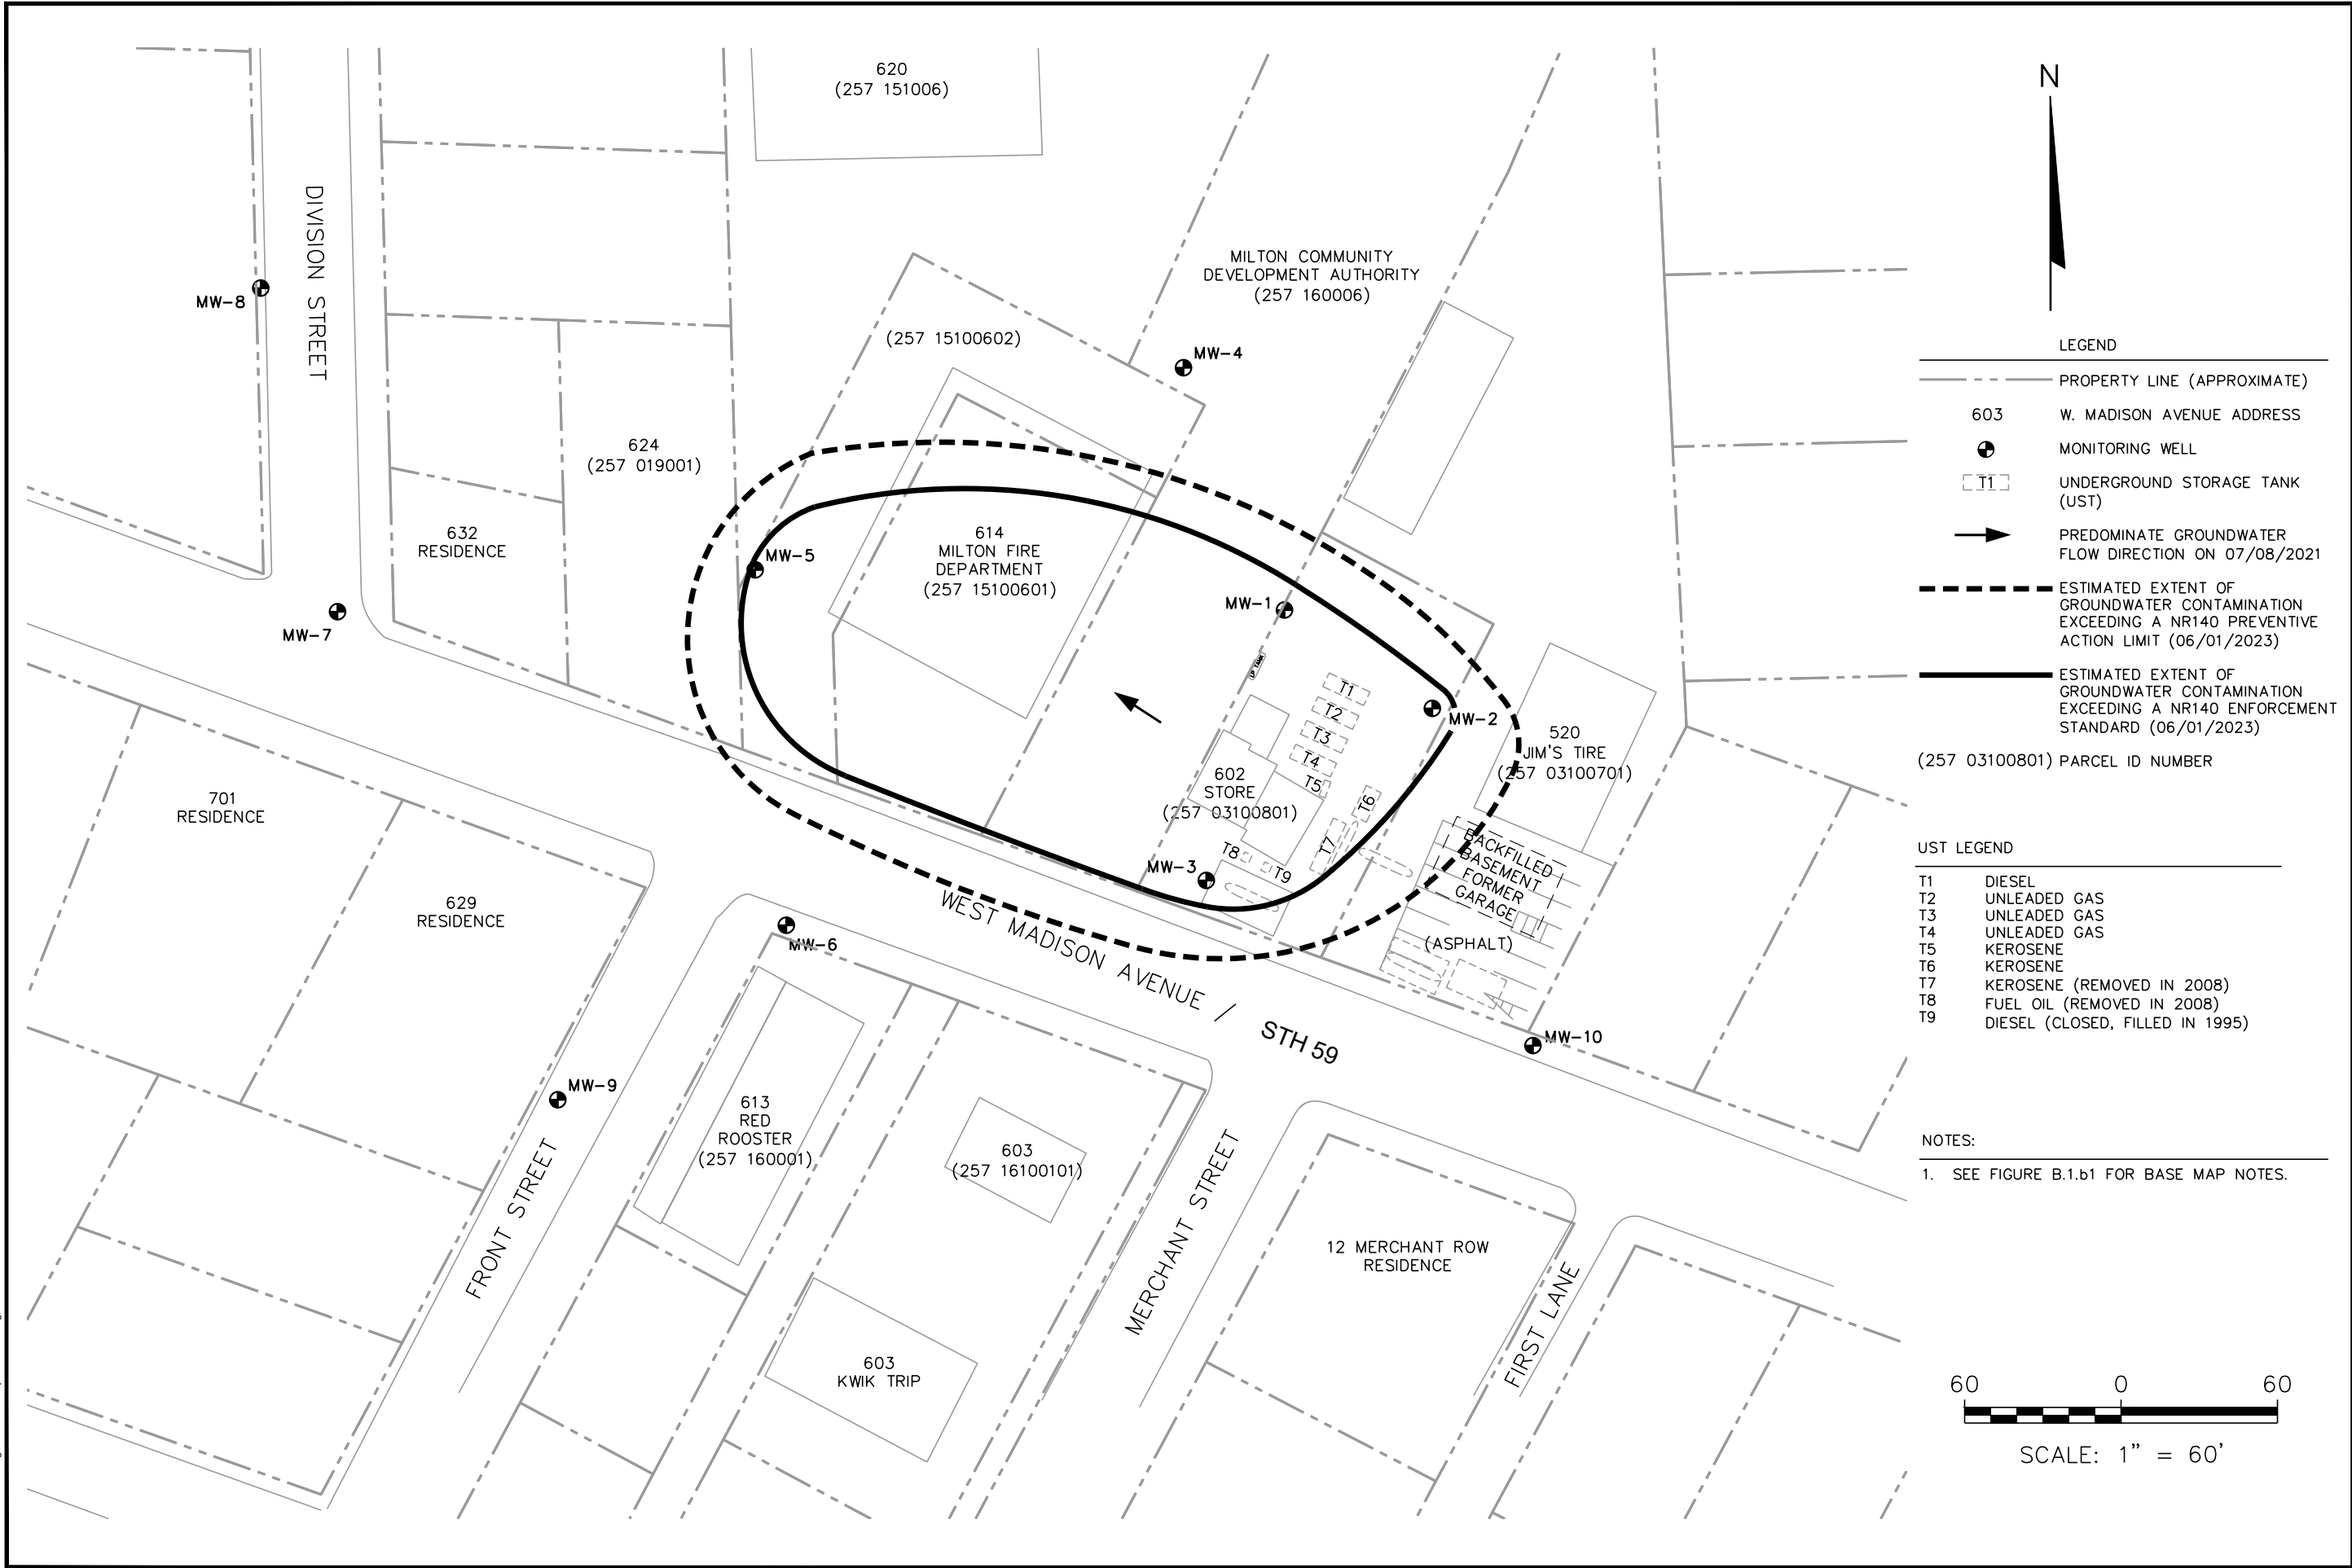 620
(257 151006)
N
DIVISION STREET
MW-8
MILTON COMMUNITY
DEVELOPMENT AUTHORITY
(257 160006)
(257 15100602)
MW-4
624
(257 019001)
632
RESIDENCE
614
MILTON FIRE
DEPARTMENT
(257 15100601)
MW-5
MW-1
MW-7
LP TANK
T1
T2
T3
T4
T5
T6
T7
T8
T9
MW-2
520
JIM'S TIRE
(257 03100701)
602
STORE
(257 03100801)
MW-3
BACKFILLED
BASEMENT
FORMER
GARAGE
(ASPHALT)
701
RESIDENCE
629
RESIDENCE
MW-6
WEST MADISON AVENUE / STH 59
MW-10
MW-9
FRONT STREET
613
RED
ROOSTER
(257 160001)
603
(257 16100101)
MERCHANT STREET
12 MERCHANT ROW
RESIDENCE
FIRST LANE
603
KWIK TRIP
LEGEND
PROPERTY LINE (APPROXIMATE)
603 W. MADISON AVENUE ADDRESS
MONITORING WELL
T1 UNDERGROUND STORAGE TANK
(UST)
PREDOMINATE GROUNDWATER
FLOW DIRECTION ON 07/08/2021
ESTIMATED EXTENT OF
GROUNDWATER CONTAMINATION
EXCEEDING A NR140 PREVENTIVE
ACTION LIMIT (06/01/2023)
ESTIMATED EXTENT OF
GROUNDWATER CONTAMINATION
EXCEEDING A NR140 ENFORCEMENT
STANDARD (06/01/2023)
(257 03100801) PARCEL ID NUMBER
UST LEGEND
T1 DIESEL
T2 UNLEADED GAS
T3 UNLEADED GAS
T4 UNLEADED GAS
T5 KEROSENE
T6 KEROSENE
T7 KEROSENE (REMOVED IN 2008)
T8 FUEL OIL (REMOVED IN 2008)
T9 DIESEL (CLOSED, FILLED IN 1995)
NOTES:
1. SEE FIGURE B.1.b1 FOR BASE MAP NOTES.
60 0 60
SCALE: 1" = 60'